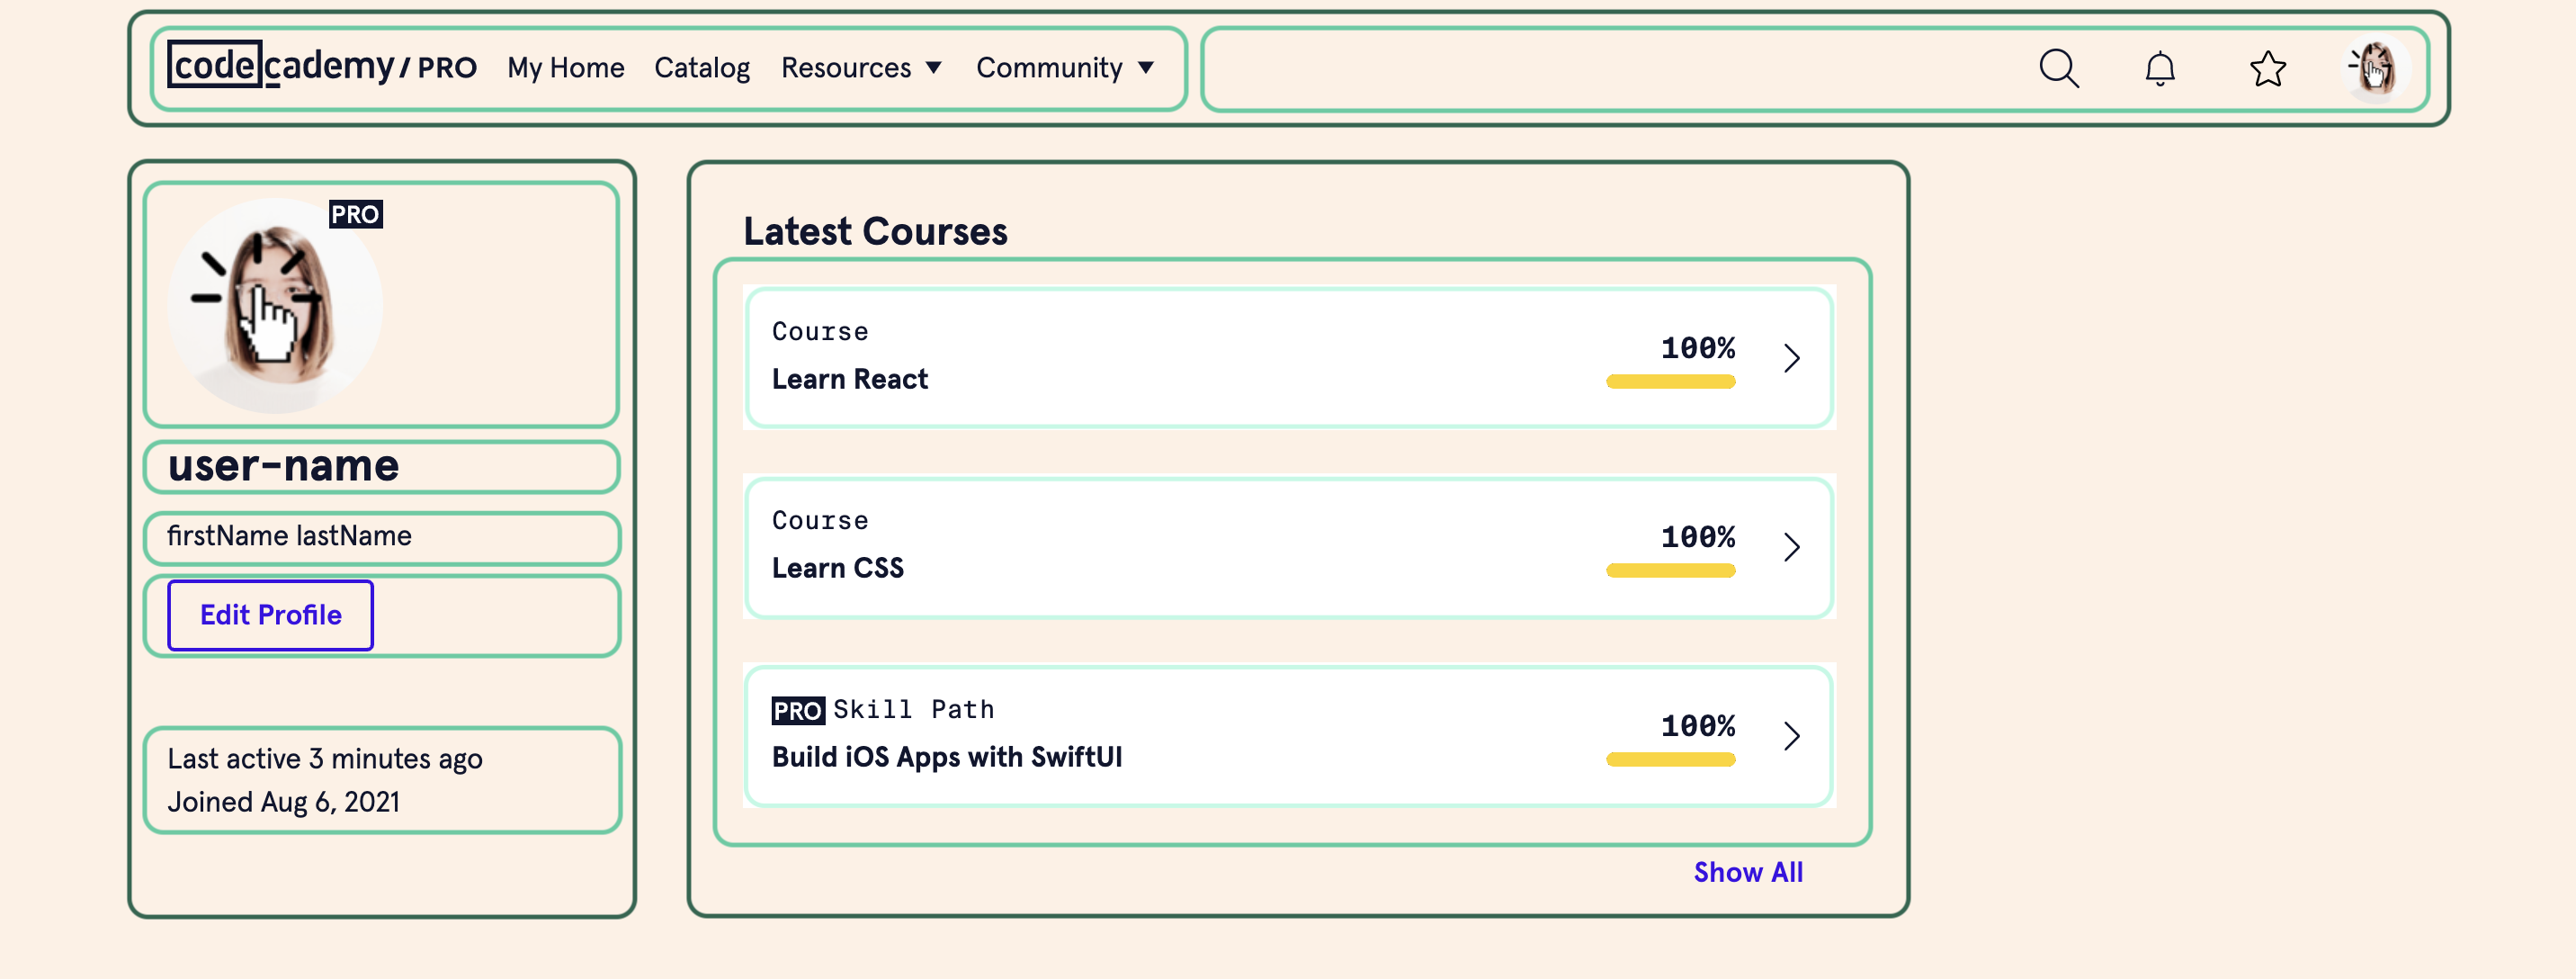 codecademy / PRO My Home Catalog Resources Community
PRO
user-name
firstName lastName
Edit Profile
Last active 3 minutes ago
Joined Aug 6, 2021
Latest Courses
Course
Learn React
100%
Course
Learn CSS
100%
PRO Skill Path
Build iOS Apps with SwiftUI
100%
Show All